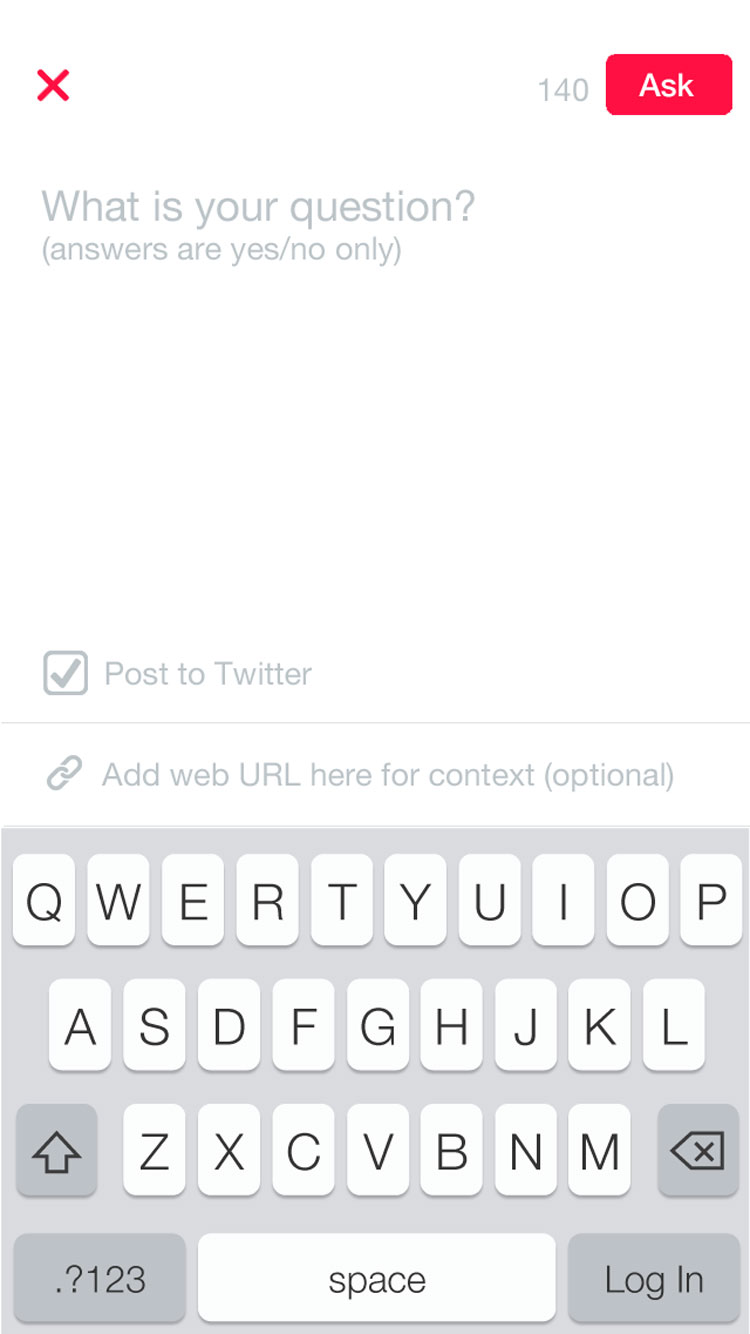 140 Ask
What is your question?
(answers are yes/no only)
Post to Twitter
Add web URL here for context (optional)
Q W E R T Y U I O P
A S D F G H J K L
Z X C V B N M
.?123 space Log In